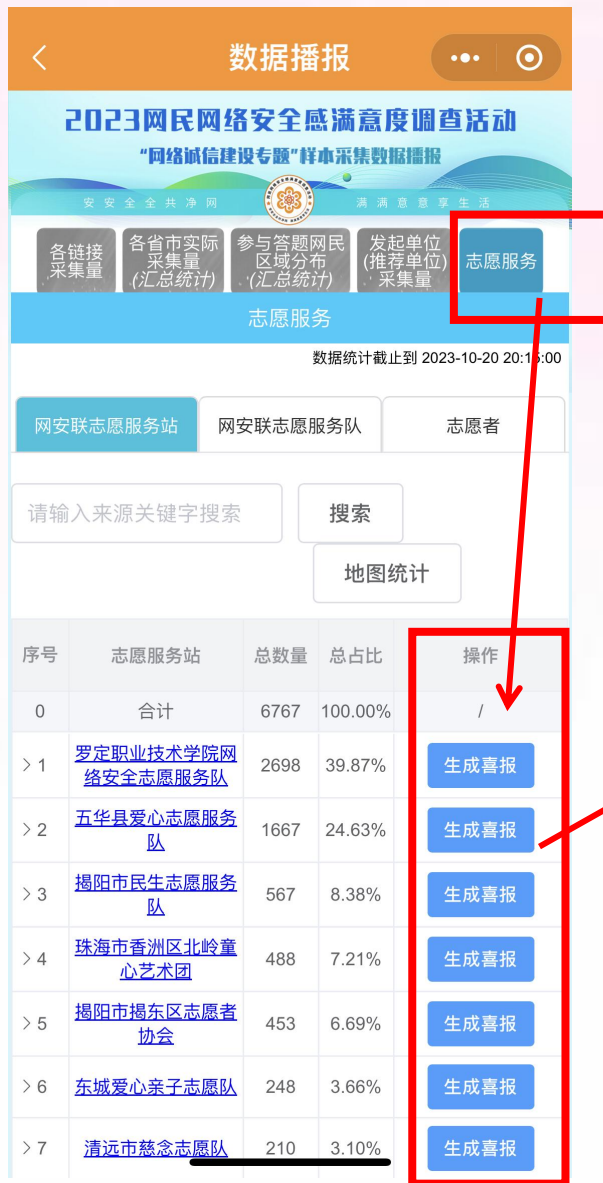 数据播报
2023网民网络安全感满意度调查活动
“网络诚信建设专题”样本采集数据播报
安安全全共净网 满满意意享生活
各链接
采集量
各省市实际
采集量
(汇总统计)
参与答题网民
区域分布
(汇总统计)
发起单位
(推荐单位)
采集量
志愿服务
志愿服务
数据统计截止到 2023-10-20 20:15:00
网安联志愿服务站 网安联志愿服务队 志愿者
请输入来源关键字搜索 搜索
地图统计
序号 志愿服务站 总数量 总占比 操作
0 合计 6767 100.00% /
> 1 罗定职业技术学院网
络安全志愿服务队 2698 39.87% 生成喜报
> 2 五华县爱心志愿服务
队 1667 24.63% 生成喜报
> 3 揭阳市民生志愿服务
队 567 8.38% 生成喜报
> 4 珠海市香洲区北岭童
心艺术团 488 7.21% 生成喜报
> 5 揭阳市揭东区志愿者
协会 453 6.69% 生成喜报
> 6 东城爱心亲子志愿队 248 3.66% 生成喜报
> 7 清远市慈念志愿队 210 3.10% 生成喜报